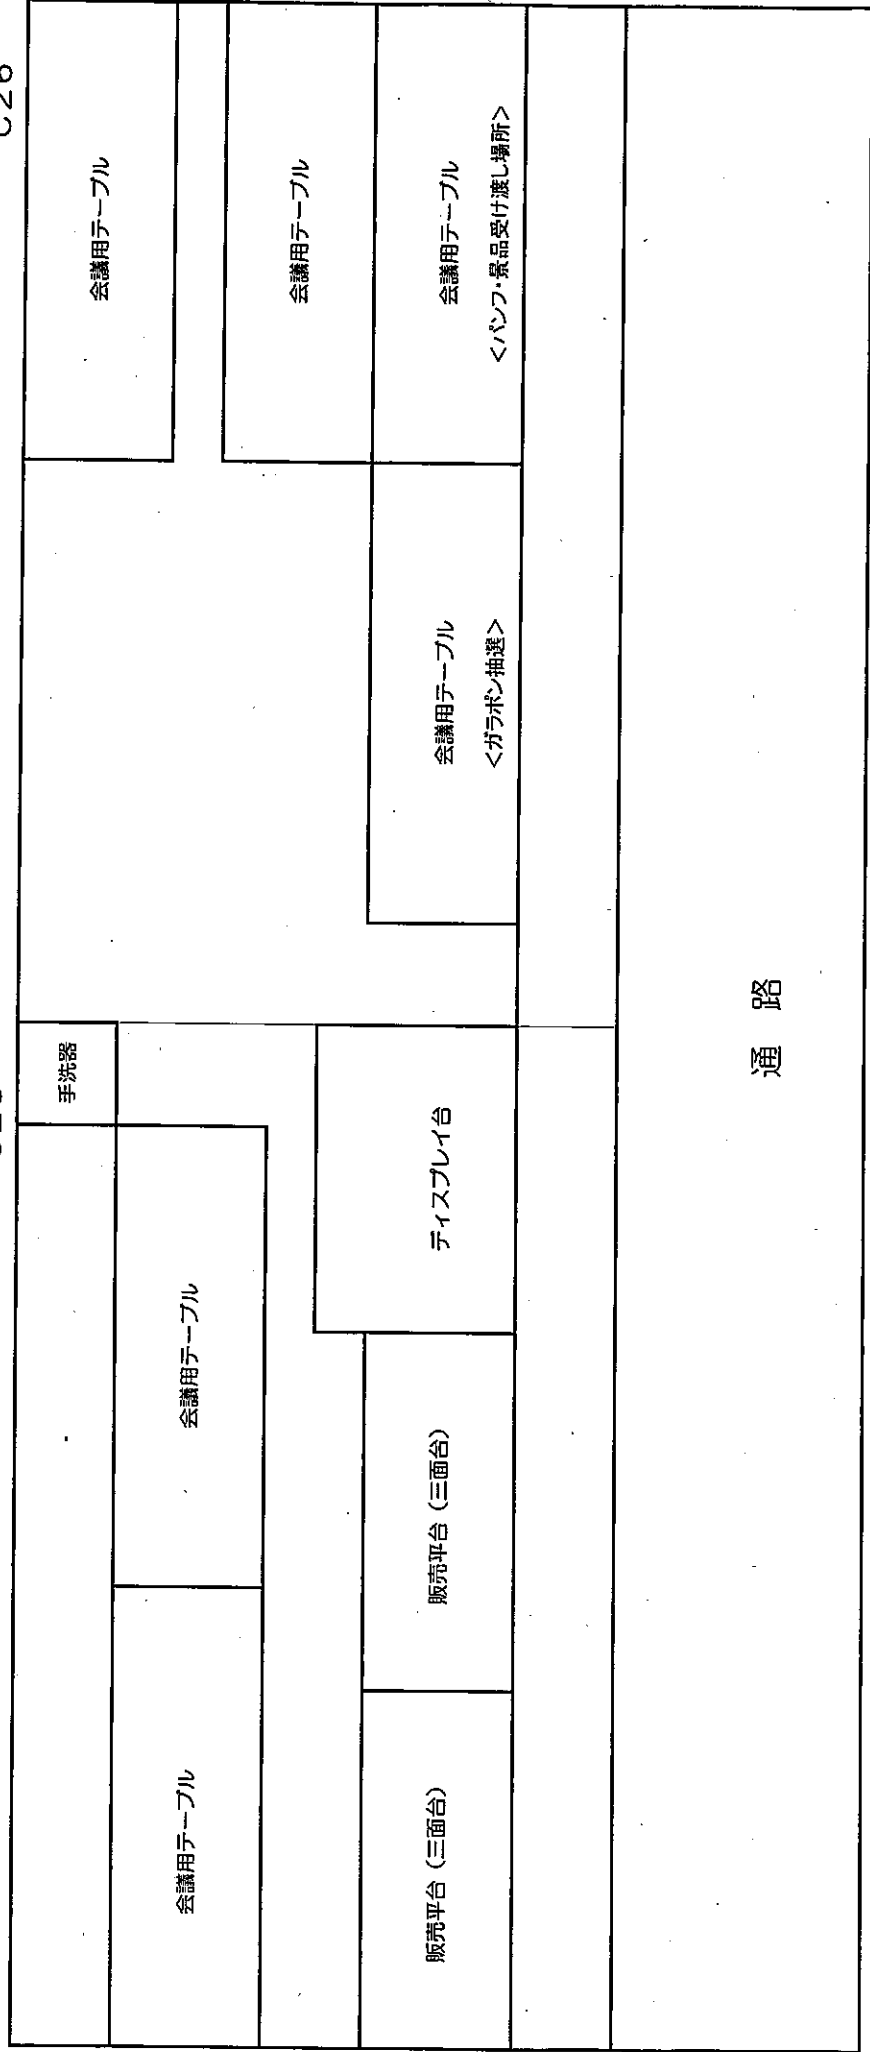 C26
会議用テーブル
会議用テーブル
会議用テーブル
<パンフ・景品受け渡し場所>
会議用テーブル
<ガラポン抽選>
手洗器
会議用テーブル
会議用テーブル
ディスプレイ台
販売平台(三面台)
販売平台(三面台)
通路